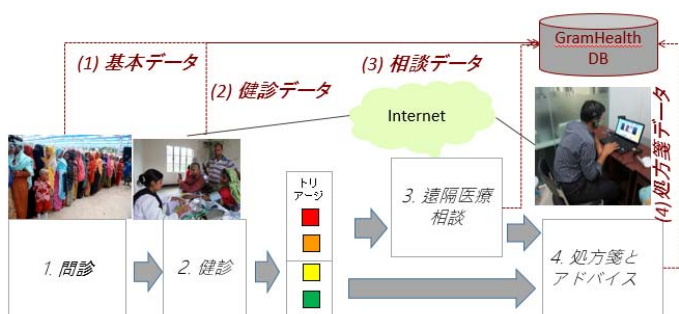 GramHealth
DB
(1) 基本データ
(2) 健診データ
(3) 相談データ
Internet
(4) 処方箋データ
トリ
アージ
1. 問診
2. 健診
3. 遠隔医療
相談
4. 処方箋と
アドバイス